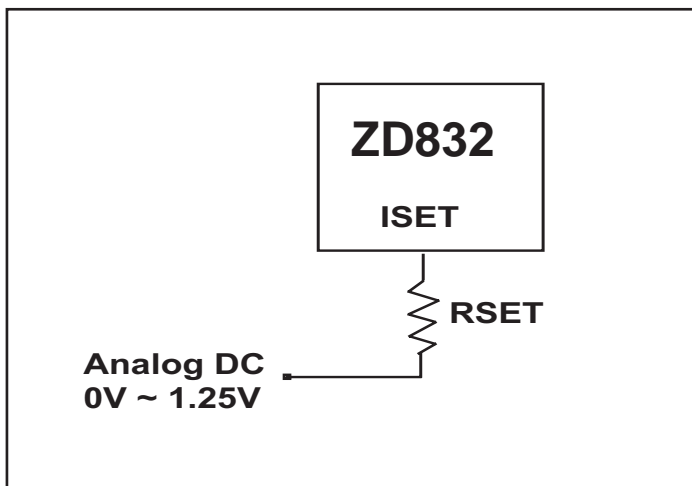 ZD832
ISET
RSET
Analog DC
0V ~ 1.25V